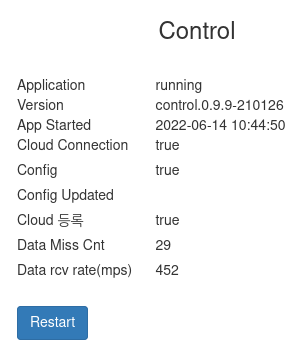 Control
Application running
Version control.0.9.9-210126
App Started 2022-06-14 10:44:50
Cloud Connection true
Config true
Config Updated
Cloud 등록 true
Data Miss Cnt 29
Data rcv rate(mps) 452
Restart